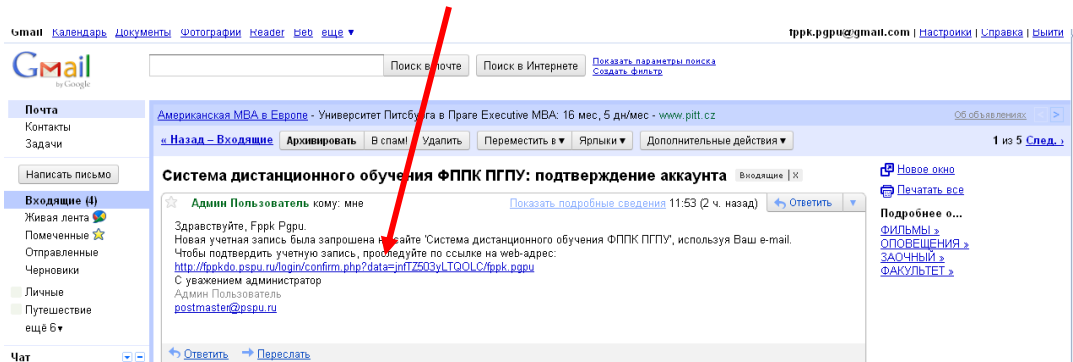 Gmail Календарь Документы Фотографии Reader Веб еще ▼ fppk.pgpu@gmail.com | Настройки | Справка | Выйти
Gmail
by Google
Поиск в почте Поиск в Интернете Показать параметры поиска
Создать фильтр
Почта
Контакты
Задачи
Написать письмо
Входящие (4)
Живая лента
Помеченные
Отправленные
Черновики
Личные
Путешествие
ещё 6▾
Чат
Американская MBA в Европе - Университет Питсбурга в Праге Executive MBA: 16 мес, 5 дн/мес - www.pitt.cz Об объявлениях < >
« Назад – Входящие Архивировать В спам! Удалить Переместить в ▾ Ярлыки ▾ Дополнительные действия ▾ 1 из 5 След. ›
Система дистанционного обучения ФППК ПГПУ: подтверждение аккаунта Входящие | X
Админ Пользователь кому: мне Показать подробные сведения 11:53 (2 ч. назад) Ответить ▼
Здравствуйте, Fppk Pgpu.
Новая учетная запись была запрошена на сайте 'Система дистанционного обучения ФППК ПГПУ', используя Ваш e-mail.
Чтобы подтвердить учетную запись, проследуйте по ссылке на web-адрес:
http://fppkdo.pspu.ru/login/confirm.php?data=jnfTZ503yLTQOLC/fppk.pgpu
С уважением администратор
Админ Пользователь
postmaster@pspu.ru
Ответить Переслать
Новое окно
Печатать все
Подробнее о...
ФИЛЬМЫ »
ОПОВЕЩЕНИЯ »
ЗАОЧНЫЙ »
ФАКУЛЬТЕТ »